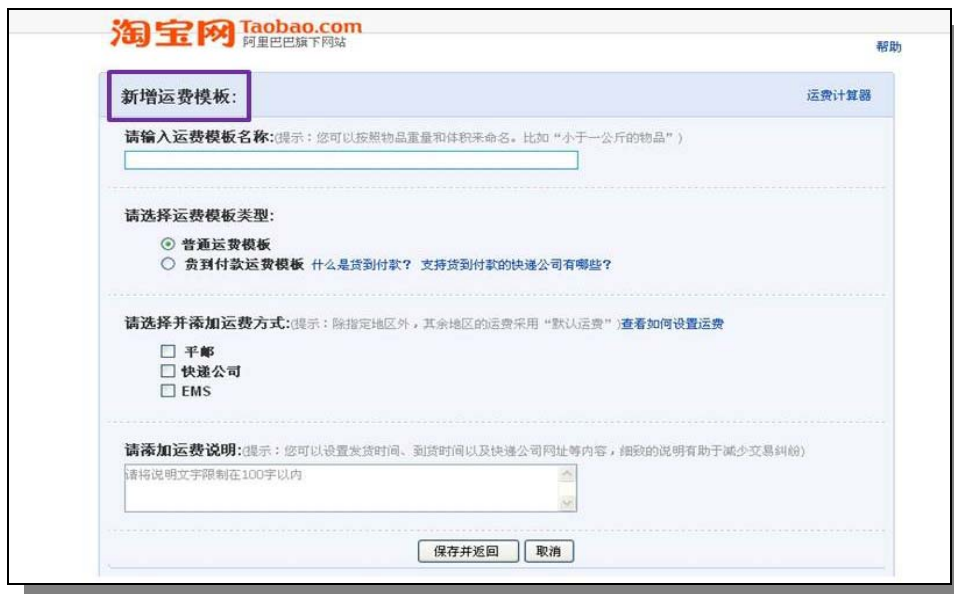 淘宝网 Taobao.com
阿里巴巴旗下网站
帮助
新增运费模板:
运费计算器
请输入运费模板名称:(提示：您可以按照物品重量和体积来命名。比如“小于一公斤的物品”)
请选择运费模板类型:
普通运费模板
货到付款运费模板 什么是货到付款? 支持货到付款的快递公司有哪些?
请选择并添加运费方式:(提示：除指定地区外，其余地区的运费采用“默认运费”)查看如何设置运费
平邮
快递公司
EMS
请添加运费说明:(提示：您可以设置发货时间、到货时间以及快递公司网址等内容，细致的说明有助于减少交易纠纷)
请将说明文字限制在100字以内
保存并返回 取消